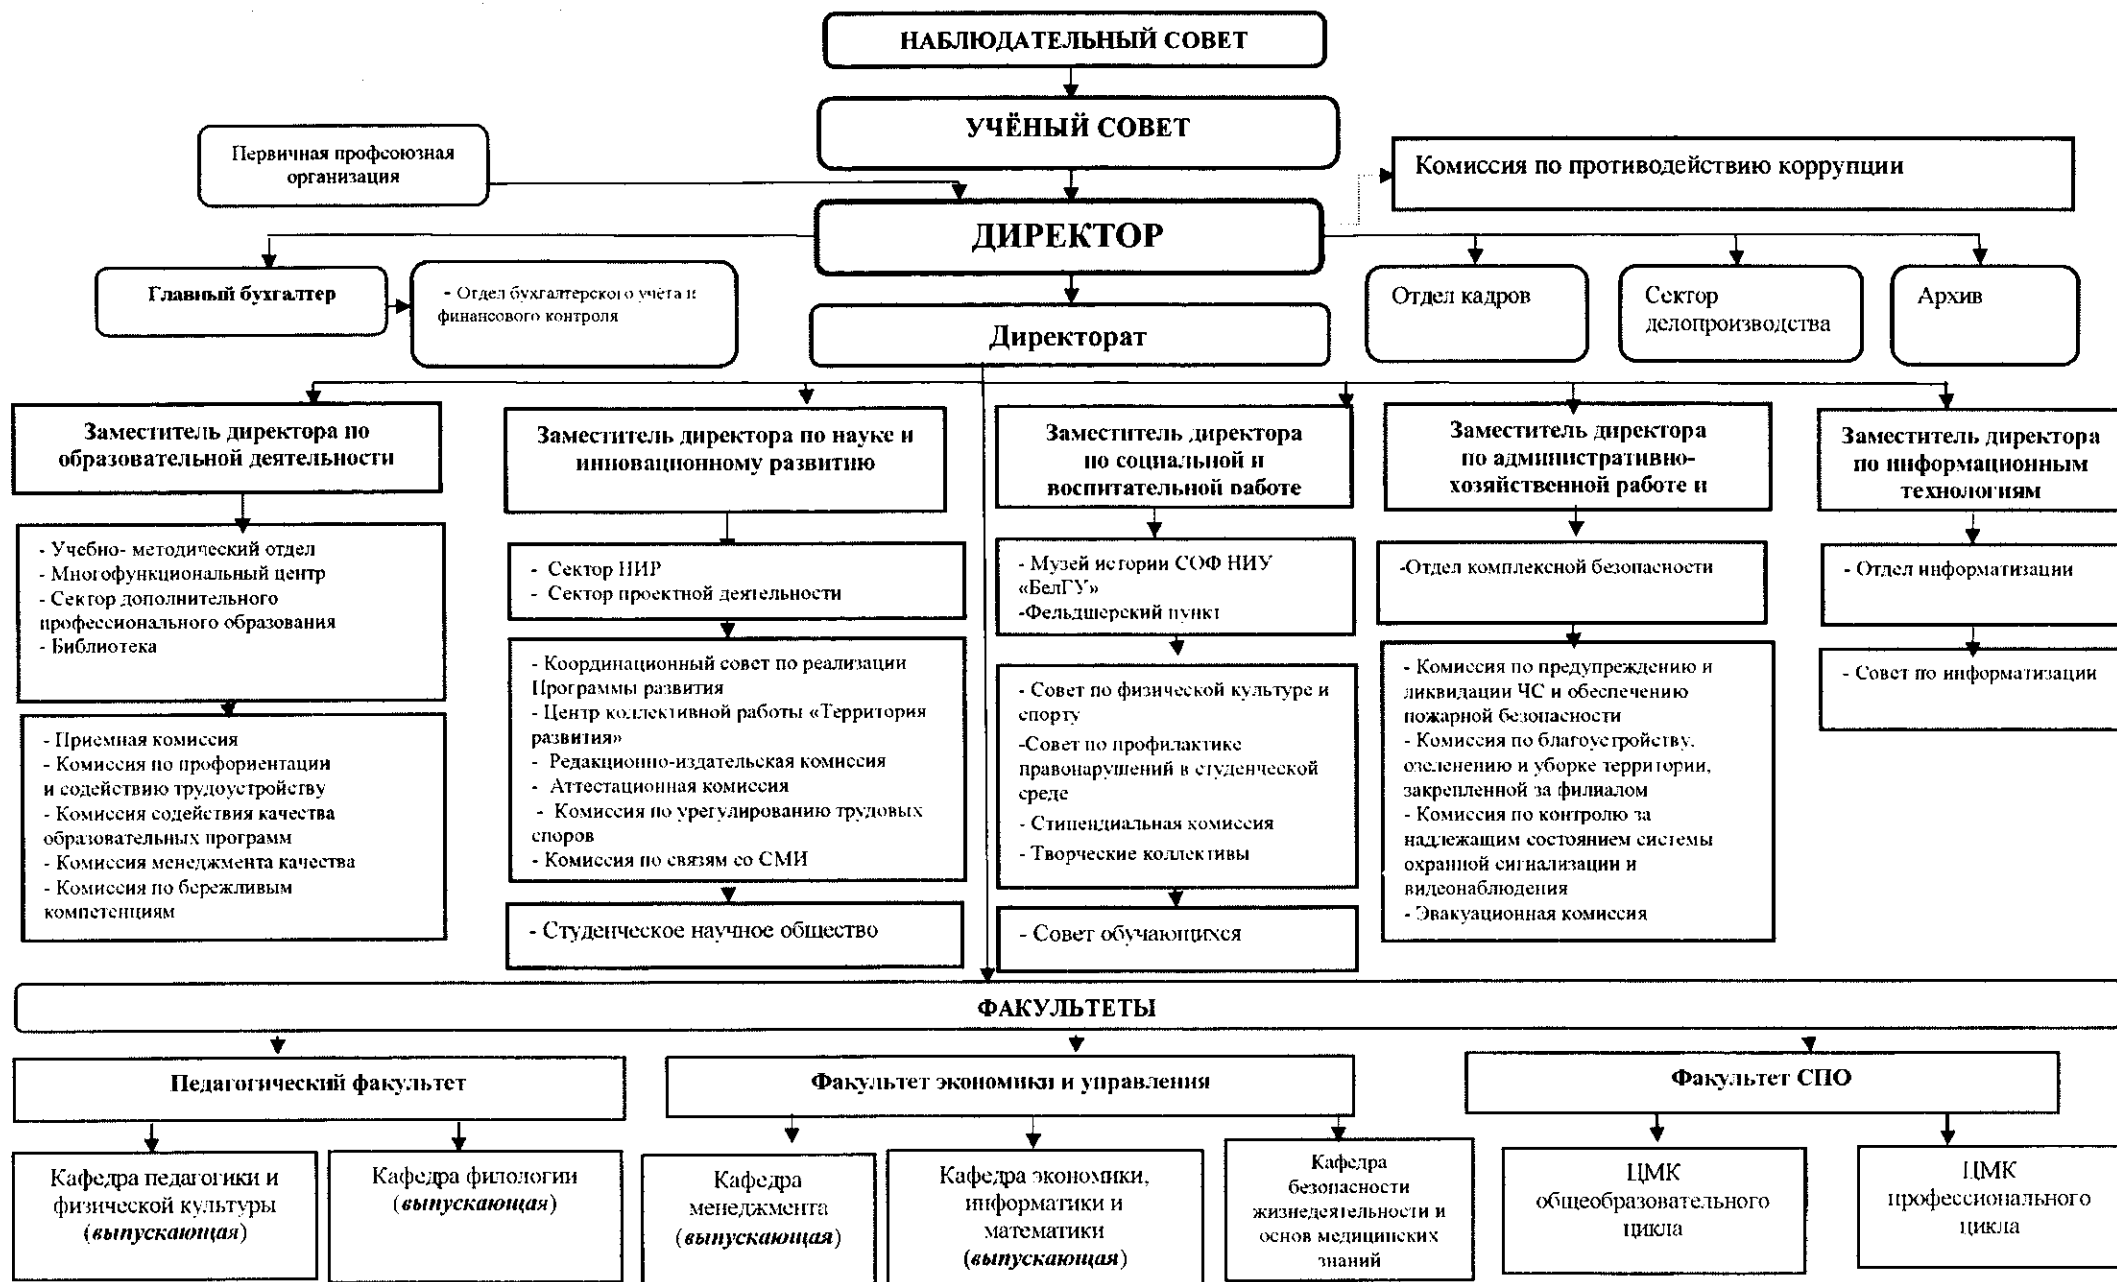 НАБЛЮДАТЕЛЬНЫЙ СОВЕТ
УЧЁНЫЙ СОВЕТ
Первичная профсоюзная
организация
Комиссия по противодействию коррупции
ДИРЕКТОР
Главный бухгалтер
- Отдел бухгалтерского учёта и
финансового контроля
Директорат
Отдел кадров
Сектор
делопроизводства
Архив
Заместитель директора по
образовательной деятельности
- Учебно- методический отдел
- Многофункциональный центр
- Сектор дополнительного
профессионального образования
- Библиотека
- Приемная комиссия
- Комиссия по профориентации
и содействию трудоустройству
- Комиссия содействия качества
образовательных программ
- Комиссия менеджмента качества
- Комиссия по бережливым
компетенциям
Заместитель директора по науке и
инновационному развитию
- Сектор НИР
- Сектор проектной деятельности
- Координационный совет по реализации
Программы развития
- Центр коллективной работы «Территория
развития»
- Редакционно-издательская комиссия
- Аттестационная комиссия
- Комиссия по урегулированию трудовых
споров
- Комиссия по связям со СМИ
- Студенческое научное общество
Заместитель директора
по социальной и
воспитательной работе
- Музей истории СОФ НИУ
«БелГУ»
-Фельдшерский пункт
- Совет по физической культуре и
спорту
-Совет по профилактике
правонарушений в студенческой
среде
- Стипендиальная комиссия
- Творческие коллективы
- Совет обучающихся
Заместитель директора
по административно-
хозяйственной работе и
-Отдел комплексной безопасности
- Комиссия по предупреждению и
ликвидации ЧС и обеспечению
пожарной безопасности
- Комиссия по благоустройству,
озеленению и уборке территории,
закрепленной за филиалом
- Комиссия по контролю за
надлежащим состоянием системы
охранной сигнализации и
видеонаблюдения
- Эвакуационная комиссия
Заместитель директора
по информационным
технологиям
- Отдел информатизации
- Совет по информатизации
ФАКУЛЬТЕТЫ
Педагогический факультет
Факультет экономики и управления
Факультет СПО
Кафедра педагогики и
физической культуры
(выпускающая)
Кафедра филологии
(выпускающая)
Кафедра
менеджмента
(выпускающая)
Кафедра экономики,
информатики и
математики
(выпускающая)
Кафедра
безопасности
жизнедеятельности и
основ медицинских
знаний
ЦМК
общеобразовательного
цикла
ЦМК
профессионального
цикла